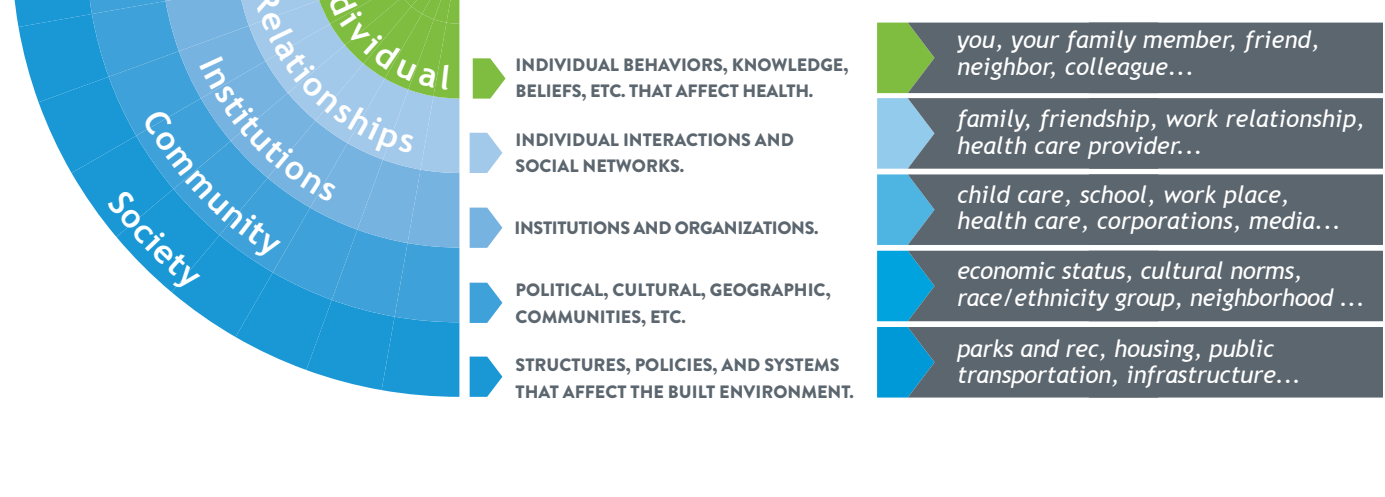 dividual
Relationships
Institutions
Community
Society
INDIVIDUAL BEHAVIORS, KNOWLEDGE,
BELIEFS, ETC. THAT AFFECT HEALTH.
INDIVIDUAL INTERACTIONS AND
SOCIAL NETWORKS.
INSTITUTIONS AND ORGANIZATIONS.
POLITICAL, CULTURAL, GEOGRAPHIC,
COMMUNITIES, ETC.
STRUCTURES, POLICIES, AND SYSTEMS
THAT AFFECT THE BUILT ENVIRONMENT.
you, your family member, friend,
neighbor, colleague...
family, friendship, work relationship,
health care provider...
child care, school, work place,
health care, corporations, media...
economic status, cultural norms,
race/ethnicity group, neighborhood ...
parks and rec, housing, public
transportation, infrastructure...